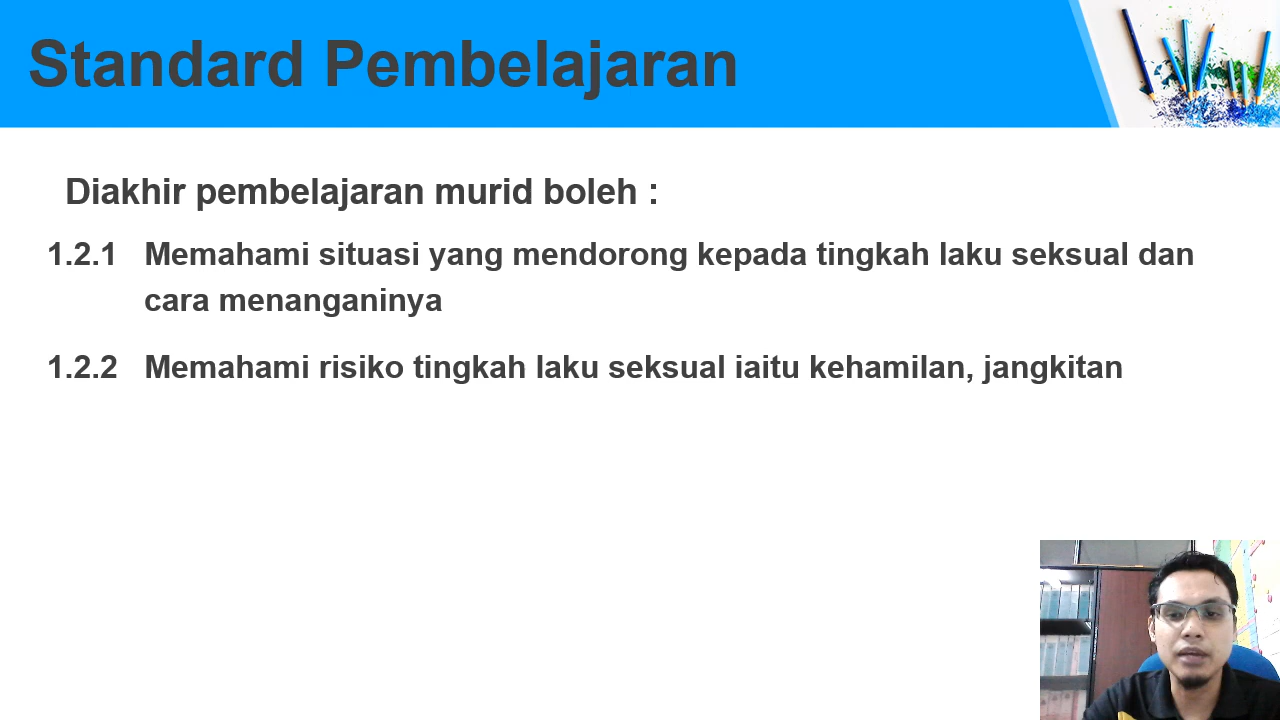 Standard Pembelajaran
Diakhir pembelajaran murid boleh :
1.2.1 Memahami situasi yang mendorong kepada tingkah laku seksual dan
cara menanganinya
1.2.2 Memahami risiko tingkah laku seksual iaitu kehamilan, jangkitan